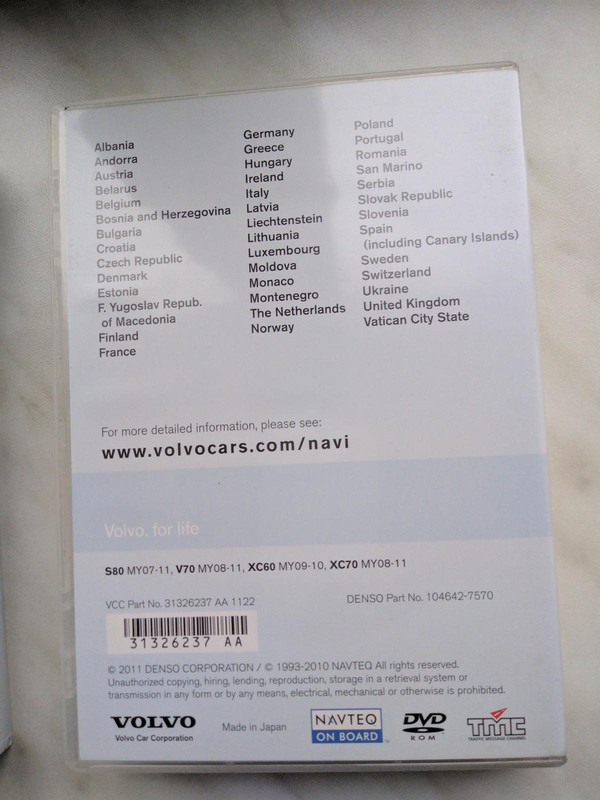 Albania
Andorra
Austria
Belarus
Belgium
Bosnia and Herzegovina
Bulgaria
Croatia
Czech Republic
Denmark
Estonia
F. Yugoslav Repub.
of Macedonia
Finland
France
Germany
Greece
Hungary
Ireland
Italy
Latvia
Liechtenstein
Lithuania
Luxembourg
Moldova
Monaco
Montenegro
The Netherlands
Norway
Poland
Portugal
Romania
San Marino
Serbia
Slovak Republic
Slovenia
Spain
(including Canary Islands)
Sweden
Switzerland
Ukraine
United Kingdom
Vatican City State
For more detailed information, please see:
www.volvocars.com/navi
Volvo. for life
S80 MY07-11, V70 MY08-11, XC60 MY09-10, XC70 MY08-11
VCC Part No. 31326237 AA 1122
DENSO Part No. 104642-7570
31326237 AA
© 2011 DENSO CORPORATION / © 1993-2010 NAVTEQ All rights reserved.
Unauthorized copying, hiring, lending, reproduction, storage in a retrieval system or
transmission in any form or by any means, electrical, mechanical or otherwise is prohibited.
VOLVO
Volvo Car Corporation
Made in Japan
NAVTEQ
ON BOARD
DVD
ROM
TMC
TRAFFIC MESSAGE CHANNEL